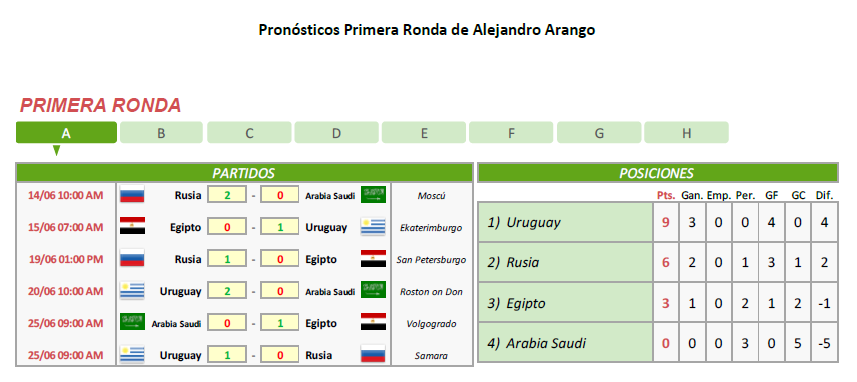 Pronósticos Primera Ronda de Alejandro Arango
PRIMERA RONDA
A B C D E F G H
PARTIDOS
14/06 10:00 AM Rusia 2 - 0 Arabia Saudi Moscú
15/06 07:00 AM Egipto 0 - 1 Uruguay Ekaterimburgo
19/06 01:00 PM Rusia 1 - 0 Egipto San Petersburgo
20/06 10:00 AM Uruguay 2 - 0 Arabia Saudi Roston on Don
25/06 09:00 AM Arabia Saudi 0 - 1 Egipto Volgogrado
25/06 09:00 AM Uruguay 1 - 0 Rusia Samara
POSICIONES
Pts. Gan. Emp. Per. GF GC Dif.
1) Uruguay 9 3 0 0 4 0 4
2) Rusia 6 2 0 1 3 1 2
3) Egipto 3 1 0 2 1 2 -1
4) Arabia Saudi 0 0 0 3 0 5 -5